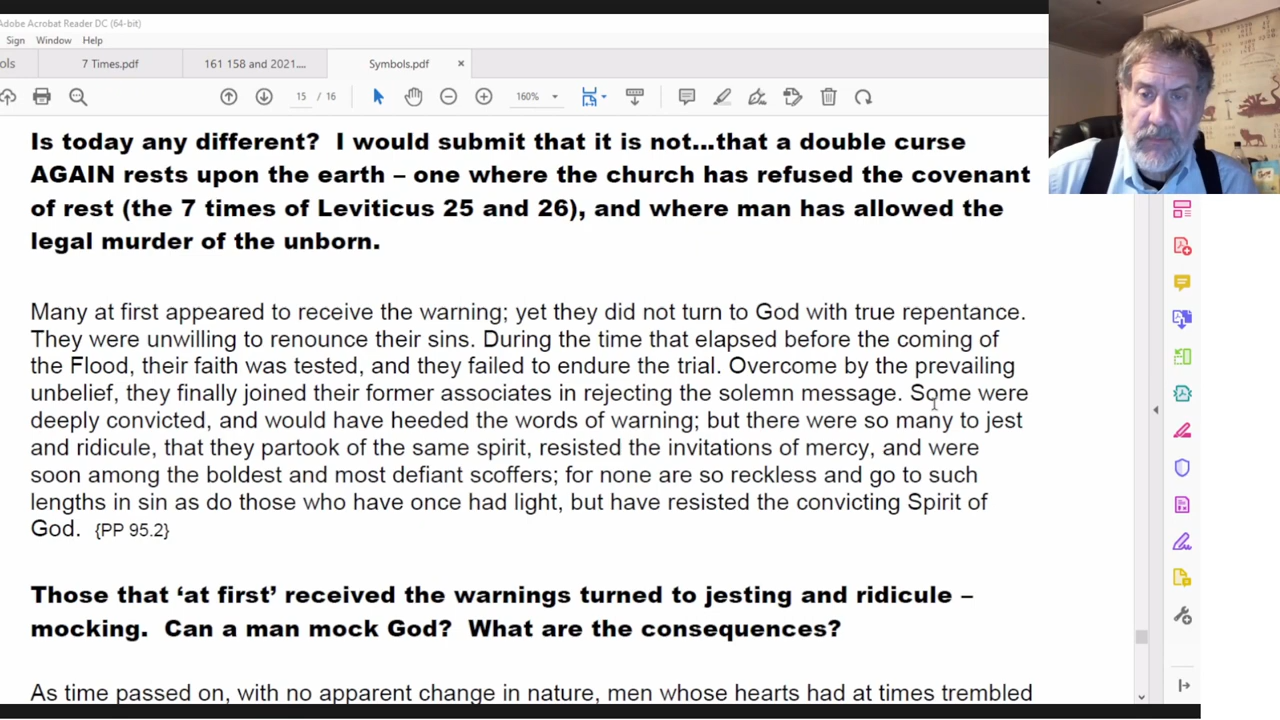 Adobe Acrobat Reader DC (64-bit)
Sign Window Help
ols 7 Times.pdf 161 158 and 2021.... Symbols.pdf ×
15 / 16 160%
Is today any different? I would submit that it is not...that a double curse
AGAIN rests upon the earth – one where the church has refused the covenant
of rest (the 7 times of Leviticus 25 and 26), and where man has allowed the
legal murder of the unborn.
Many at first appeared to receive the warning; yet they did not turn to God with true repentance.
They were unwilling to renounce their sins. During the time that elapsed before the coming of
the Flood, their faith was tested, and they failed to endure the trial. Overcome by the prevailing
unbelief, they finally joined their former associates in rejecting the solemn message. Some were
deeply convicted, and would have heeded the words of warning; but there were so many to jest
and ridicule, that they partook of the same spirit, resisted the invitations of mercy, and were
soon among the boldest and most defiant scoffers; for none are so reckless and go to such
lengths in sin as do those who have once had light, but have resisted the convicting Spirit of
God. {PP 95.2}
Those that ‘at first’ received the warnings turned to jesting and ridicule –
mocking. Can a man mock God? What are the consequences?
As time passed on, with no apparent change in nature, men whose hearts had at times trembled